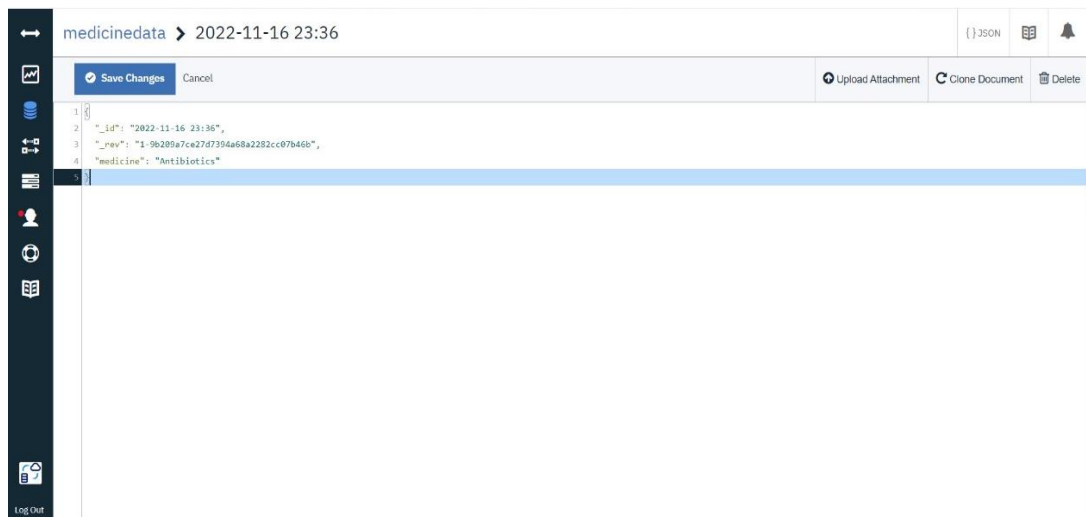 medicinedata > 2022-11-16 23:36
{ } JSON
Save Changes Cancel
Upload Attachment Clone Document Delete
1 {
2 "_id": "2022-11-16 23:36",
3 "_rev": "1-9b209a7ce27d7394a68a2282cc07b46b",
4 "medicine": "Antibiotics"
5 }
Log Out